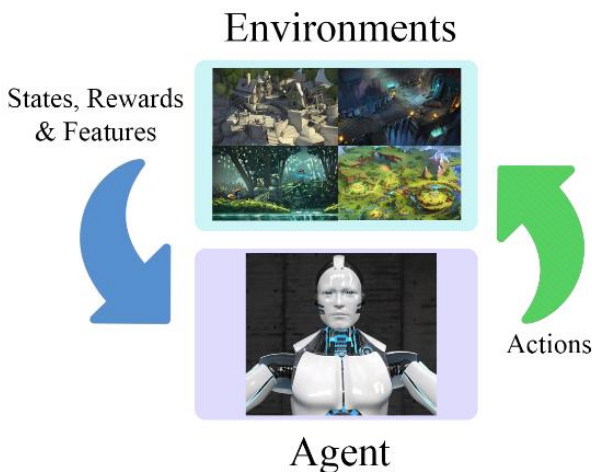 Environments
States, Rewards
& Features
Actions
Agent